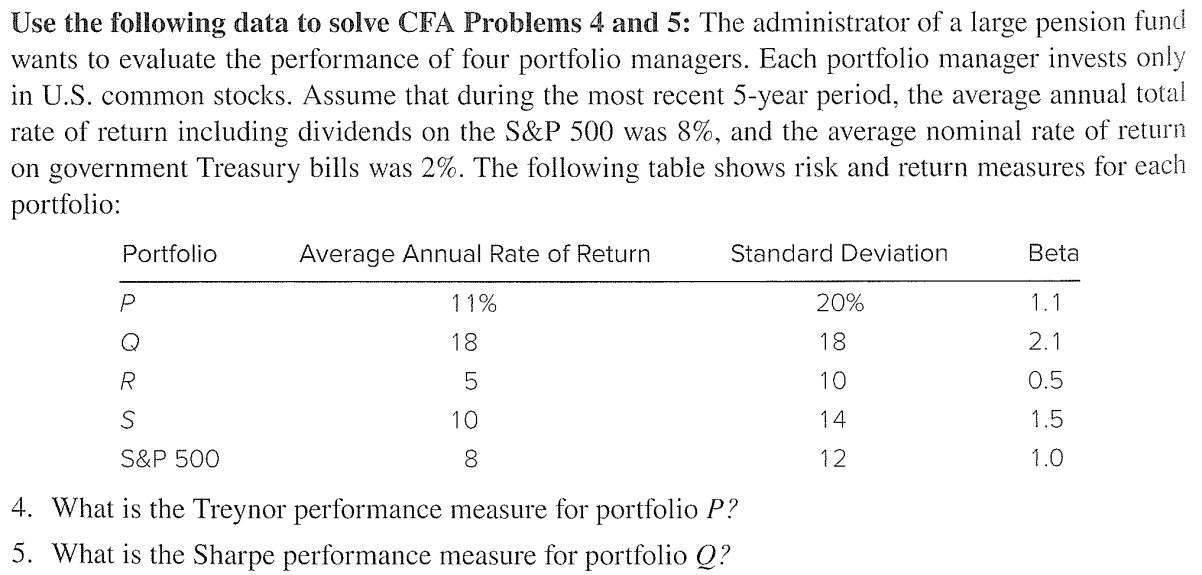 Use the following data to solve CFA Problems 4 and 5: The administrator of a large pension fund
wants to evaluate the performance of four portfolio managers. Each portfolio manager invests only
in U.S. common stocks. Assume that during the most recent 5-year period, the average annual total
rate of return including dividends on the S&P 500 was 8%, and the average nominal rate of return
on government Treasury bills was 2%. The following table shows risk and return measures for each
portfolio:
Portfolio Average Annual Rate of Return Standard Deviation Beta
P 11% 20% 1.1
Q 18 18 2.1
R 5 10 0.5
S 10 14 1.5
S&P 500 8 12 1.0
4. What is the Treynor performance measure for portfolio P?
5. What is the Sharpe performance measure for portfolio Q?